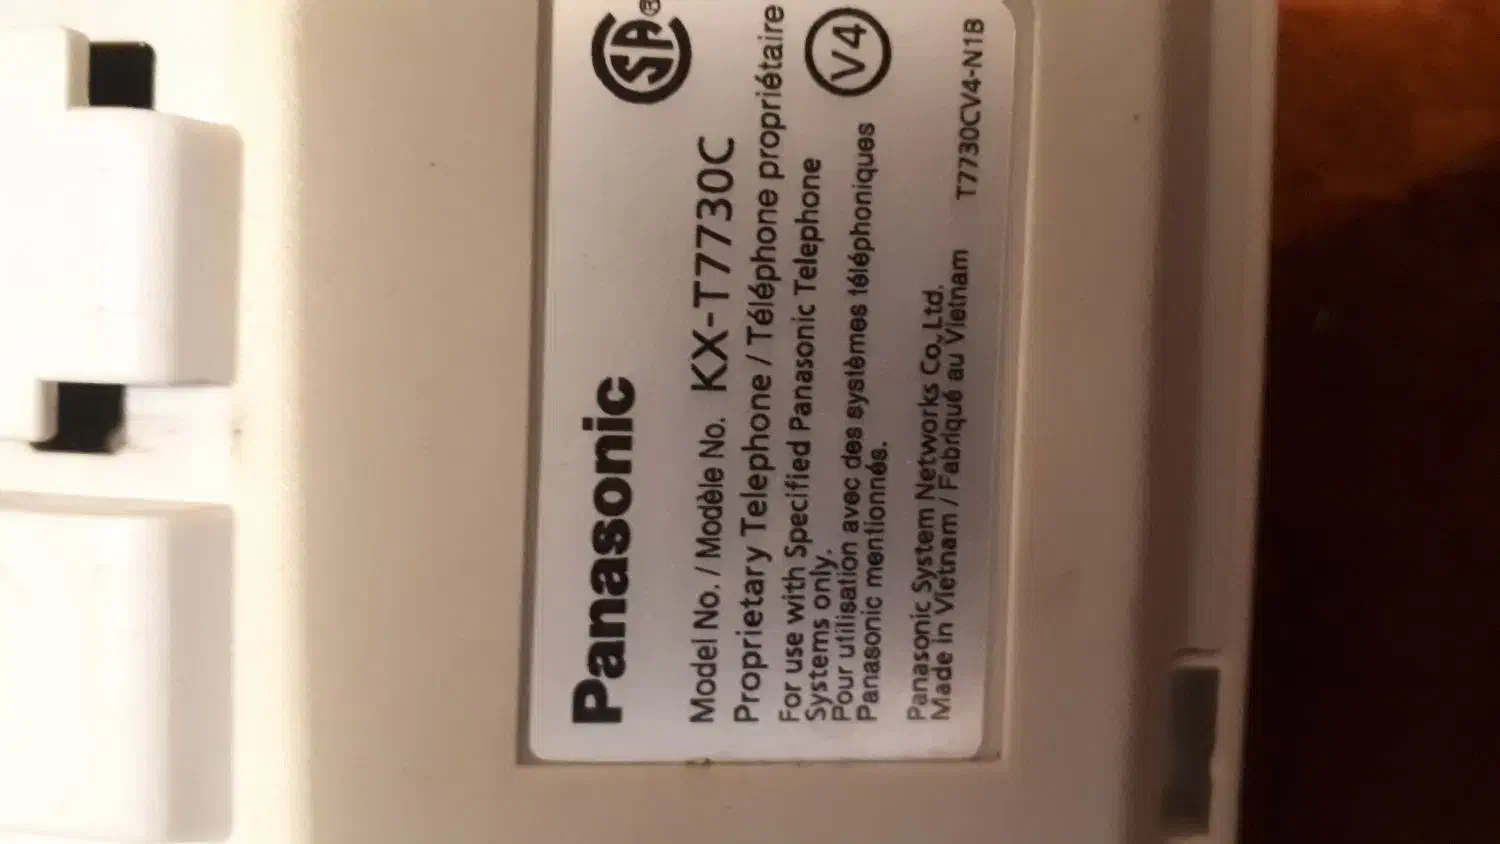 Panasonic
SA®
Model No. / Modèle No. KX-T7730C
Proprietary Telephone / Téléphone propriétaire
For use with Specified Panasonic Telephone
Systems only.
V4
Pour utilisation avec des systèmes téléphoniques
Panasonic mentionnés.
Panasonic System Networks Co., Ltd.
Made in Vietnam / Fabriqué au Vietnam T7730CV4-N18